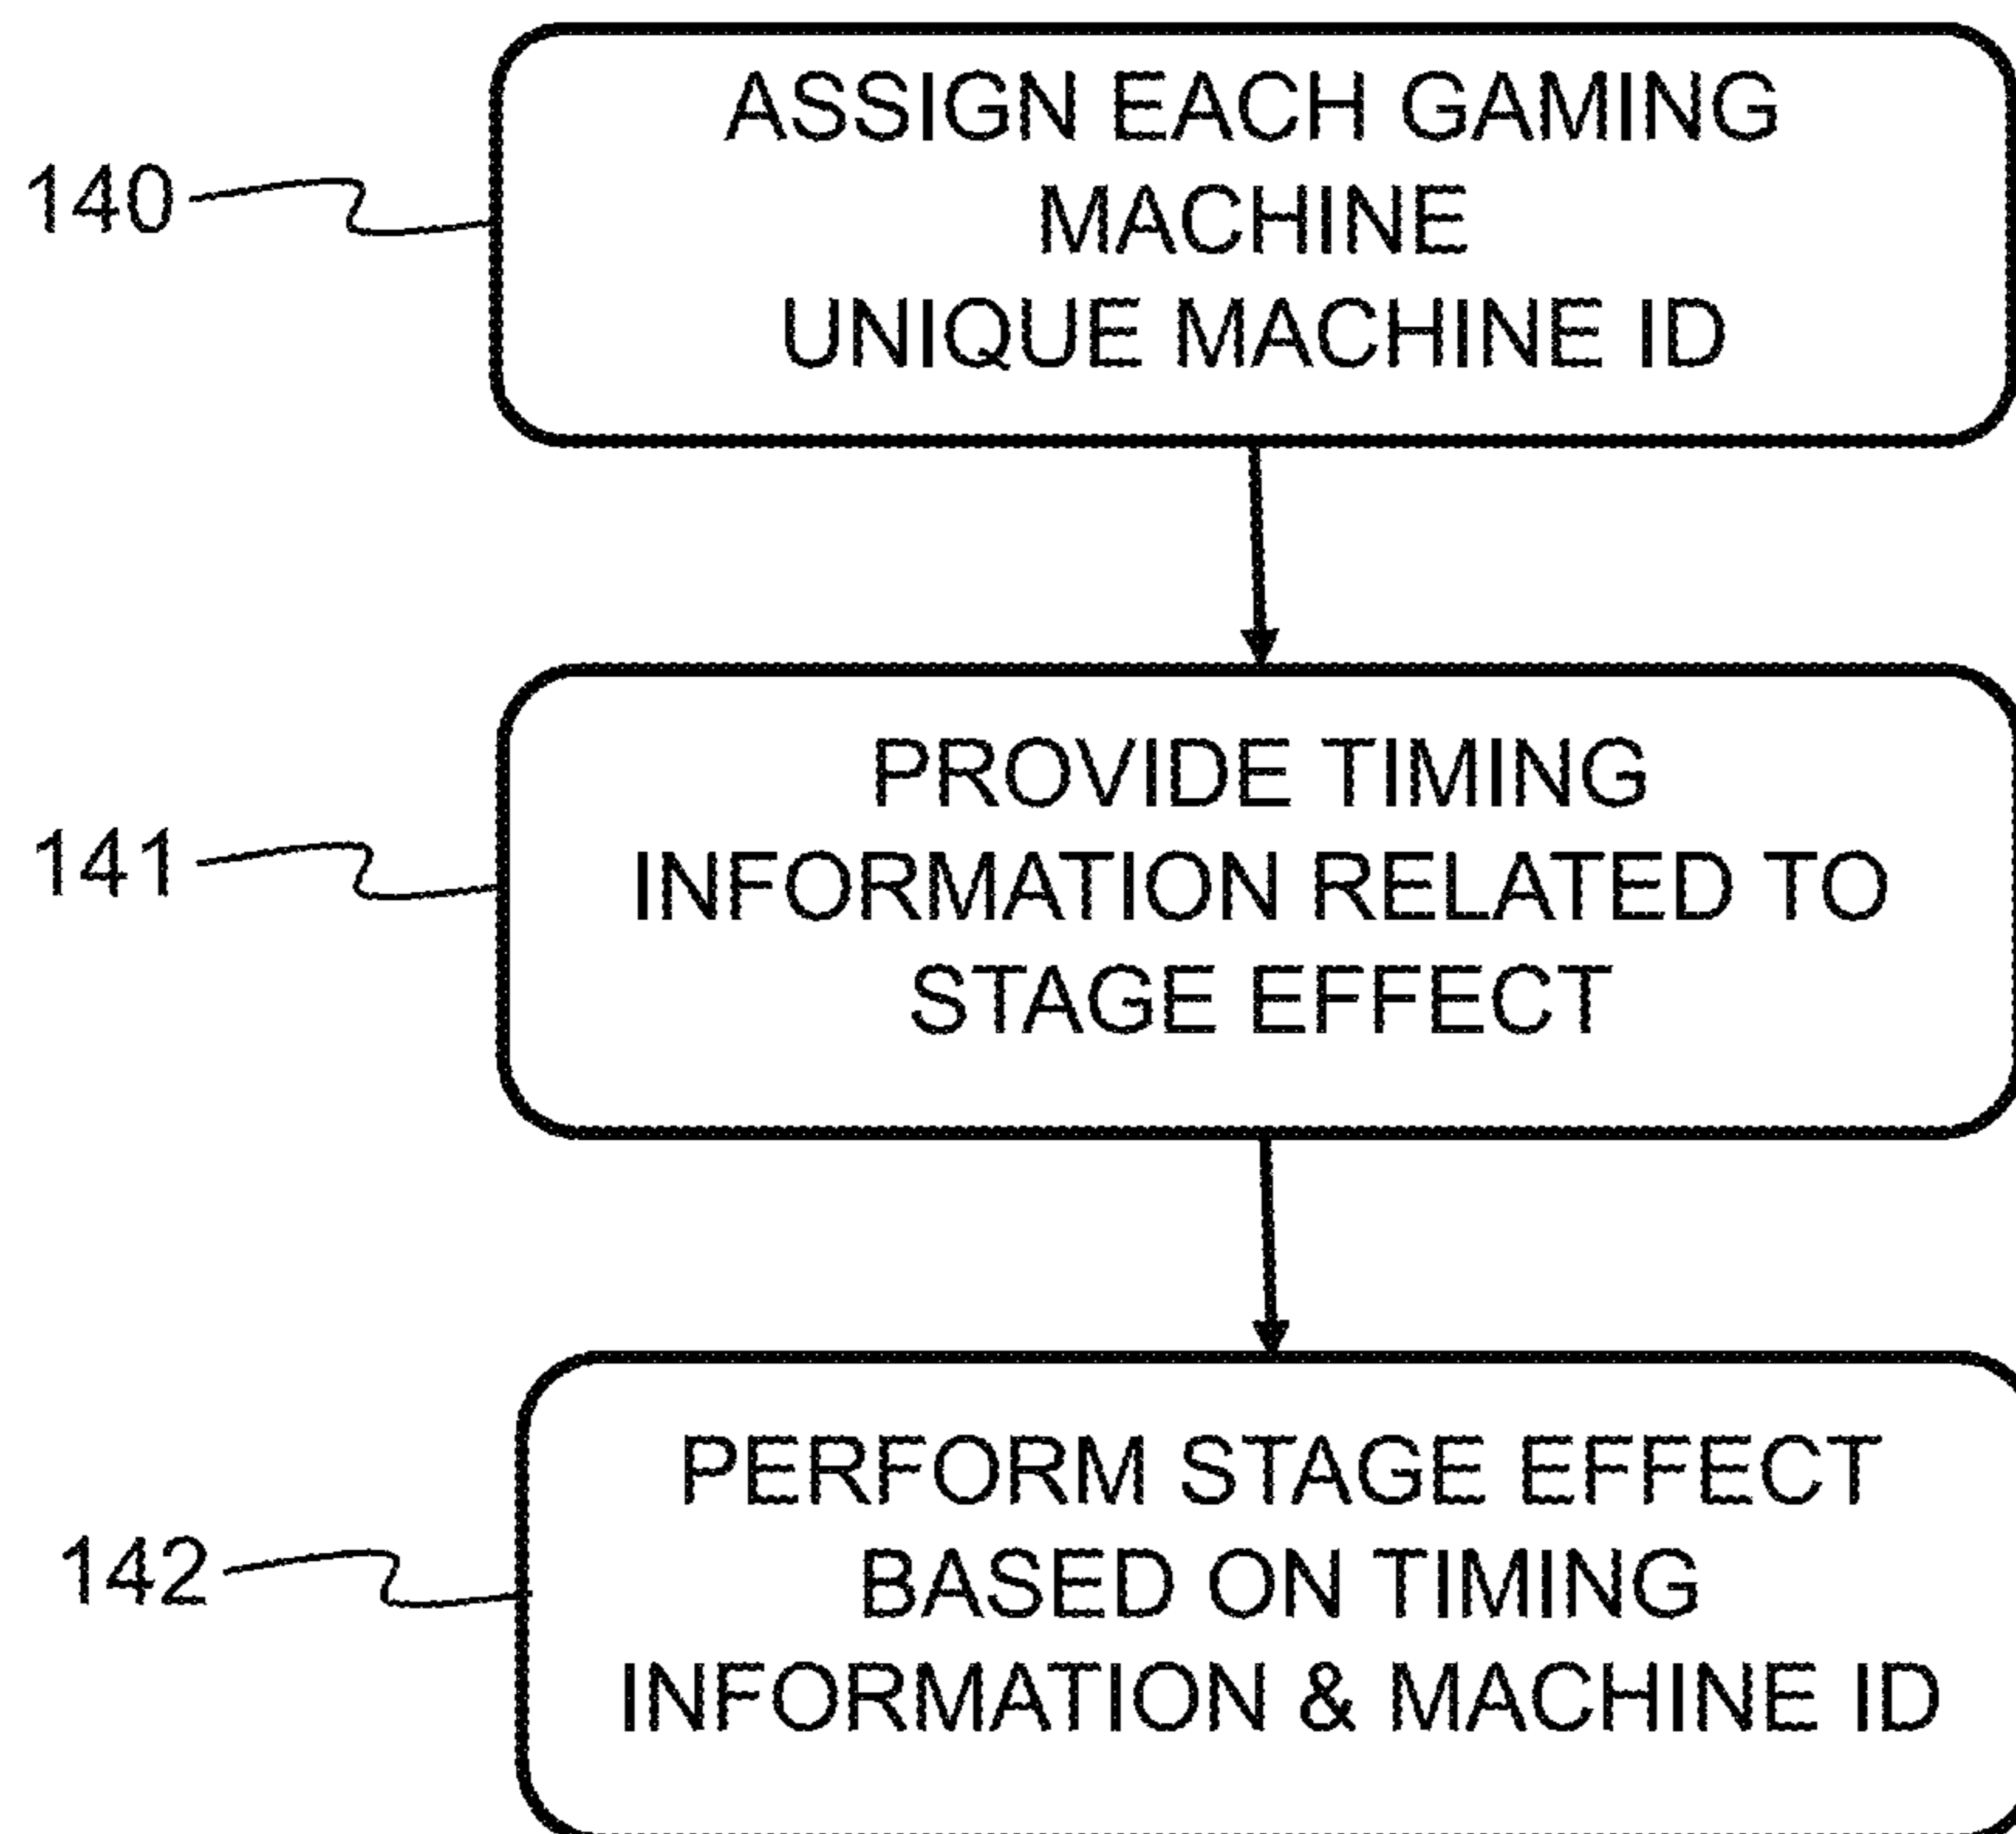 140
ASSIGN EACH GAMING
MACHINE
UNIQUE MACHINE ID
141
PROVIDE TIMING
INFORMATION RELATED TO
STAGE EFFECT
142
PERFORM STAGE EFFECT
BASED ON TIMING
INFORMATION & MACHINE ID